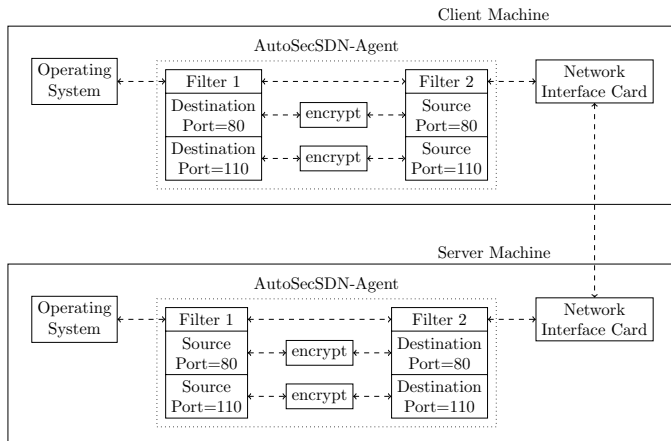 Client Machine
AutoSecSDN-Agent
Operating
System
Filter 1
Filter 2
Network
Interface Card
Destination
Port=80
encrypt
Source
Port=80
Destination
Port=110
encrypt
Source
Port=110
Server Machine
AutoSecSDN-Agent
Operating
System
Filter 1
Filter 2
Network
Interface Card
Source
Port=80
encrypt
Destination
Port=80
Source
Port=110
encrypt
Destination
Port=110